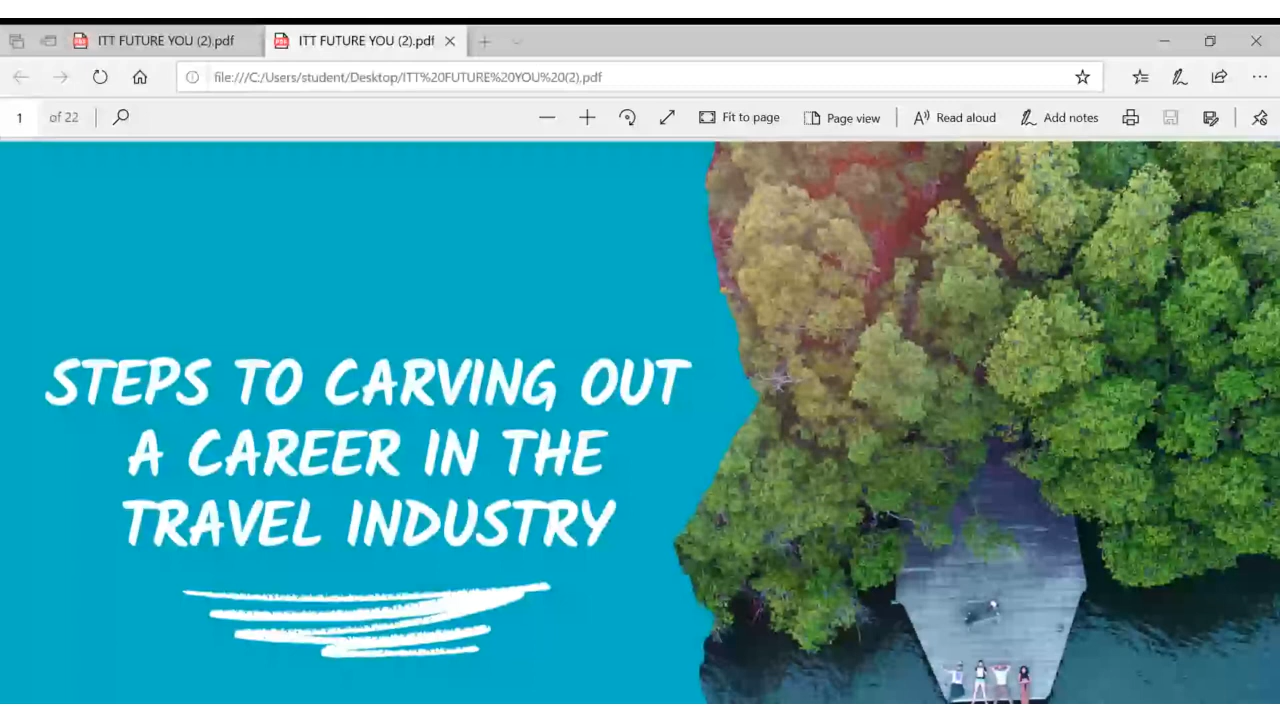 ITT FUTURE YOU (2).pdf
ITT FUTURE YOU (2).pdf
file:///C:/Users/student/Desktop/ITT%20FUTURE%20YOU%20(2).pdf
1 of 22
Fit to page
Page view
Read aloud
Add notes
STEPS TO CARVING OUT
A CAREER IN THE
TRAVEL INDUSTRY